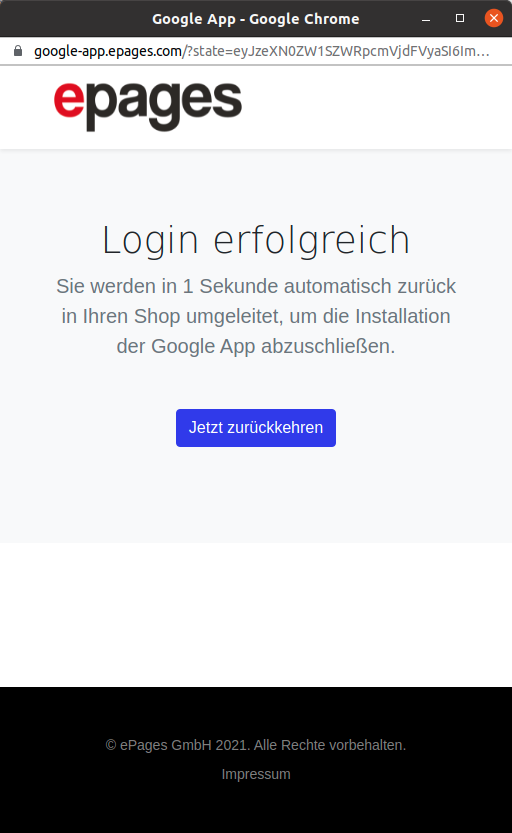 Google App - Google Chrome
google-app.epages.com/?state=eyJzeXN0ZW1SZWRpcmVjdFVyaSI6Im...
epages
Login erfolgreich
Sie werden in 1 Sekunde automatisch zurück
in Ihren Shop umgeleitet, um die Installation
der Google App abzuschließen.
Jetzt zurückkehren
© ePages GmbH 2021. Alle Rechte vorbehalten.
Impressum